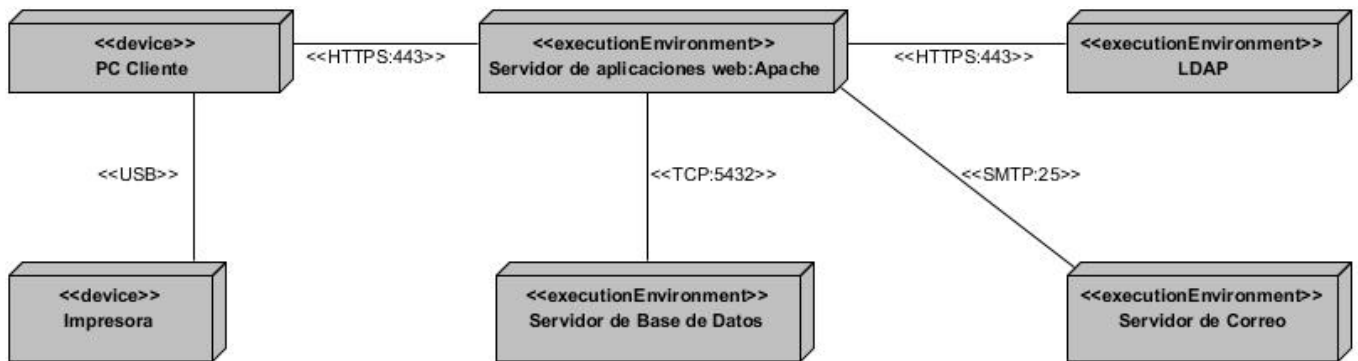 <<device>>
PC Cliente
<<HTTPS:443>>
<<executionEnvironment>>
Servidor de aplicaciones web:Apache
<<HTTPS:443>>
<<executionEnvironment>>
LDAP
<<USB>>
<<TCP:5432>>
<<SMTP:25>>
<<device>>
Impresora
<<executionEnvironment>>
Servidor de Base de Datos
<<executionEnvironment>>
Servidor de Correo